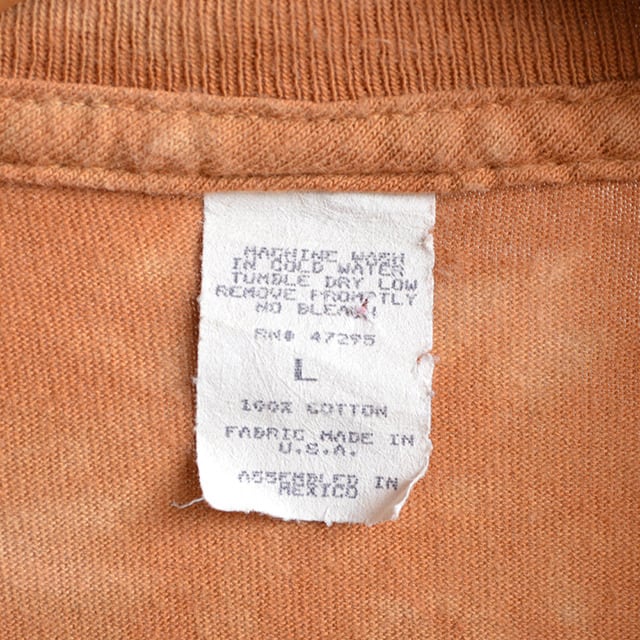 MACHINE WASH
IN COLD WATER
TUMBLE DRY LOW
REMOVE PROMPTLY
NO BLEACH
RN# 47295
L
100% COTTON
FABRIC MADE IN
U.S.A.
ASSEMBLED IN
MEXICO